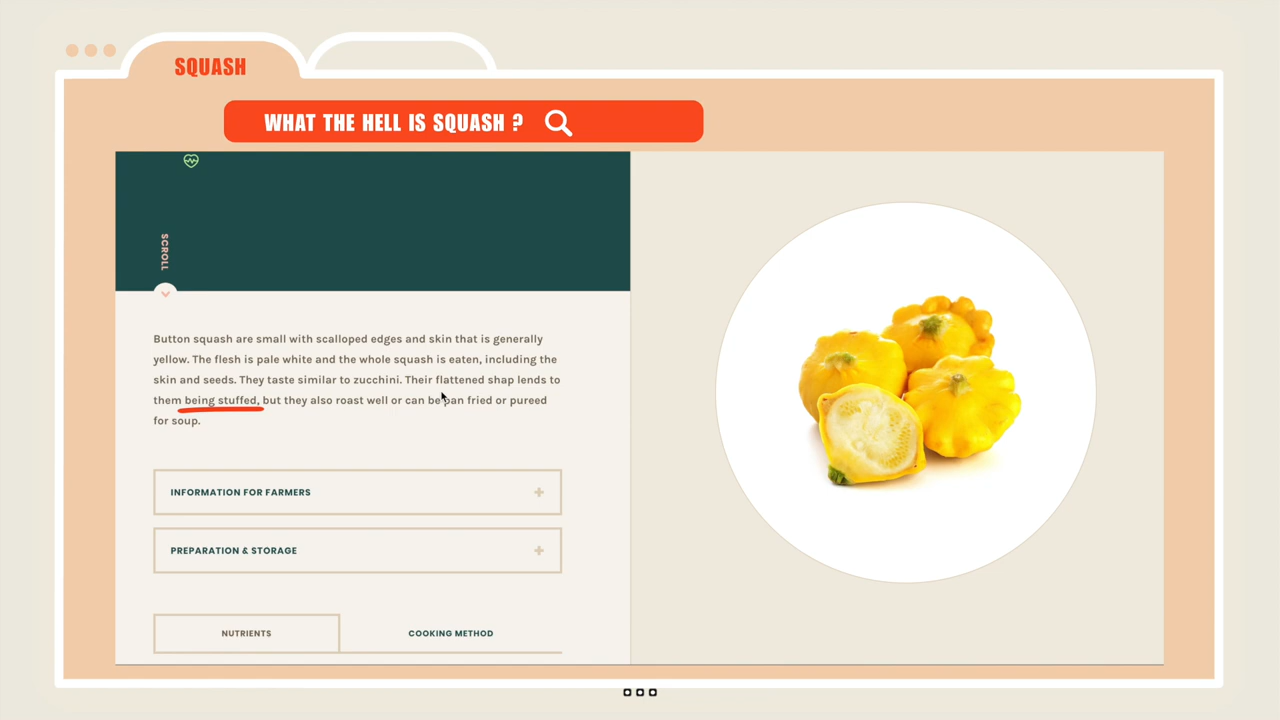 SQUASH
WHAT THE HELL IS SQUASH ?
SCROLL
Button squash are small with scalloped edges and skin that is generally
yellow. The flesh is pale white and the whole squash is eaten, including the
skin and seeds. They taste similar to zucchini. Their flattened shap lends to
them being stuffed, but they also roast well or can be pan fried or pureed
for soup.
INFORMATION FOR FARMERS
PREPARATION & STORAGE
NUTRIENTS
COOKING METHOD